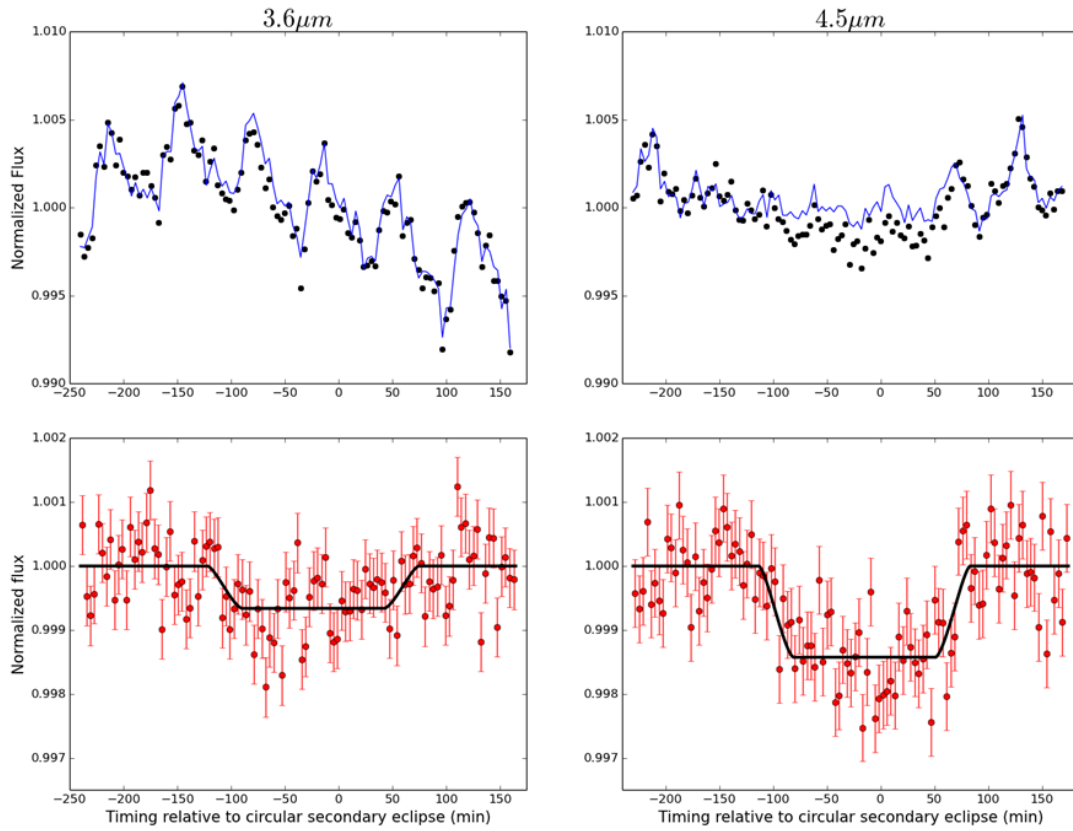 3.6μm
4.5μm
1.010
1.005
1.000
0.995
0.990
Normalized Flux
−250 −200 −150 −100 −50 0 50 100 150
1.010
1.005
1.000
0.995
0.990
−200 −150 −100 −50 0 50 100 150
1.002
1.001
1.000
0.999
0.998
0.997
Normalized flux
−250 −200 −150 −100 −50 0 50 100 150
Timing relative to circular secondary eclipse (min)
1.002
1.001
1.000
0.999
0.998
0.997
−200 −150 −100 −50 0 50 100 150
Timing relative to circular secondary eclipse (min)